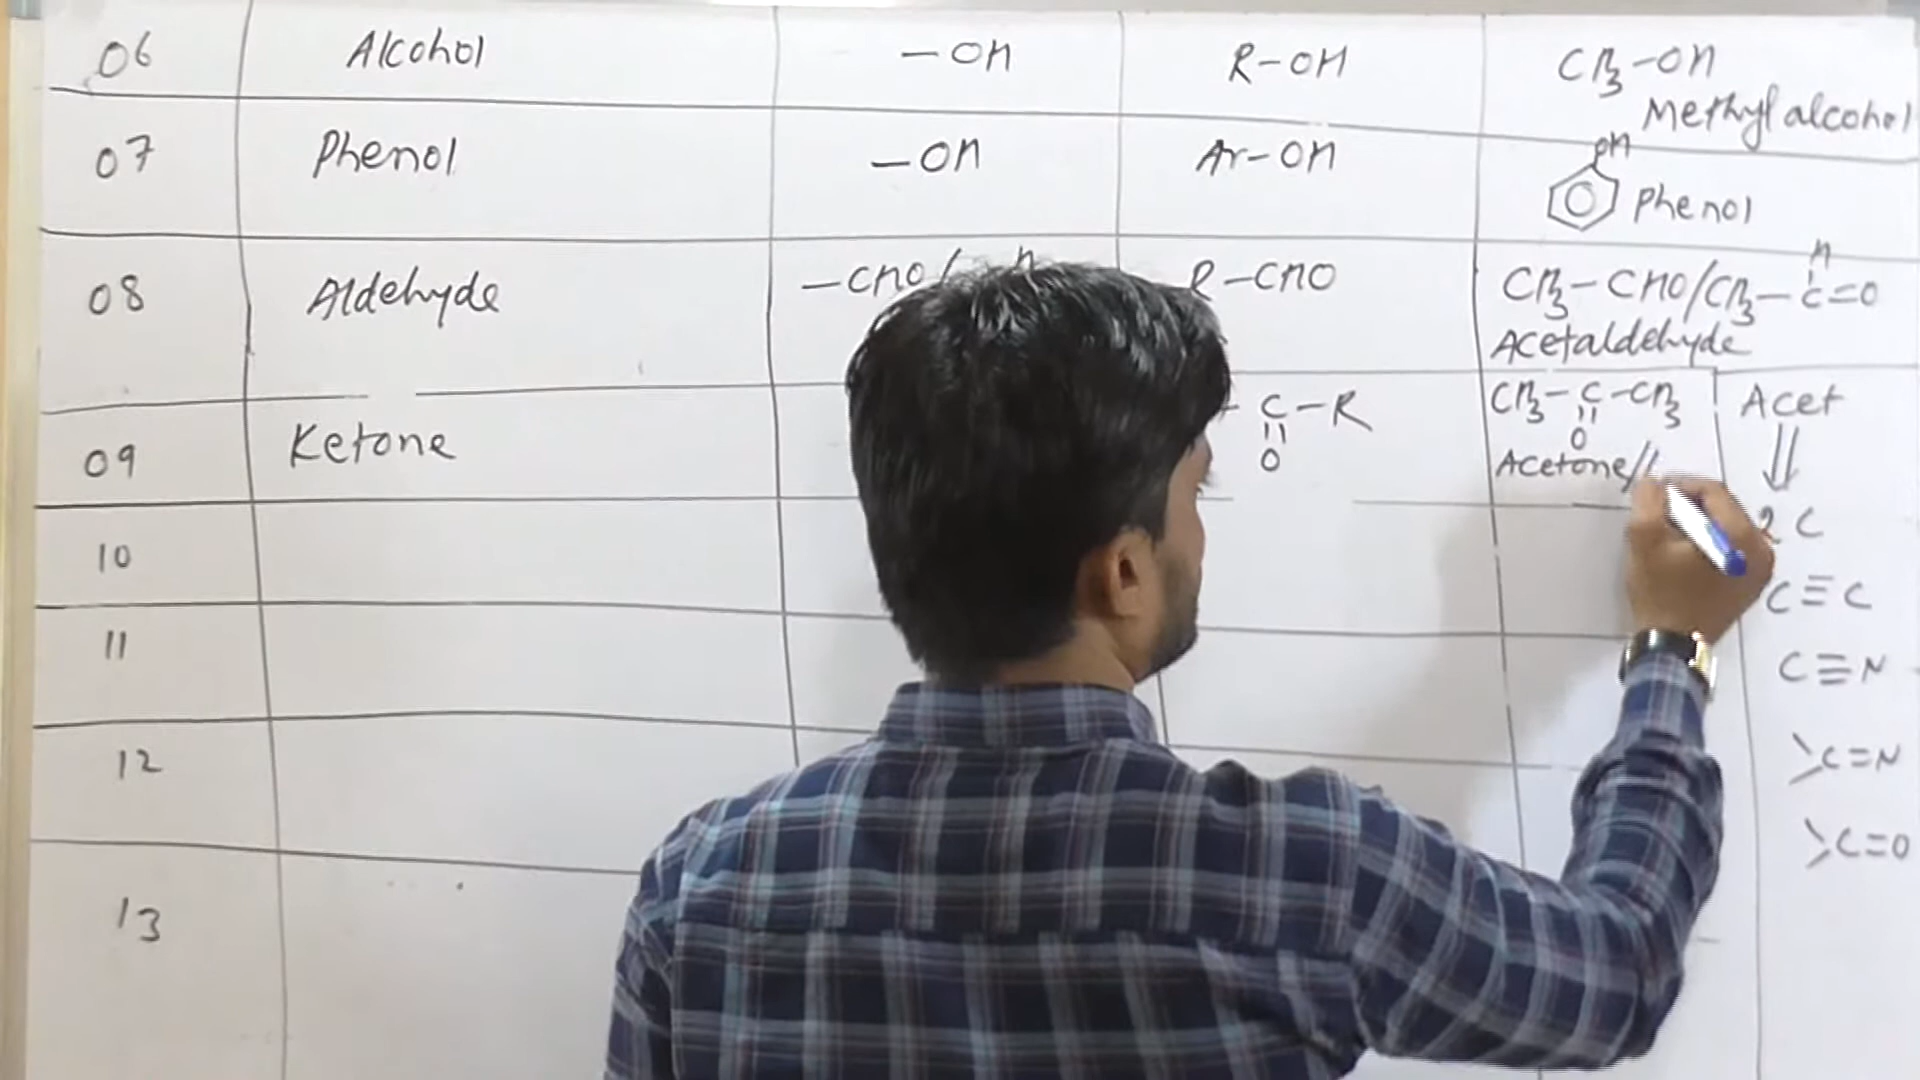 06 Alcohol —OH R-OH CH3-OH
Methyl alcohol
07 Phenol —OH Ar-OH OH
Phenol
08 Aldehyde —CHO/ H R-CHO CH3-CHO/CH3-C=O
H
Acetaldehyde
09 Ketone C-R CH3-C-CH3 Acet
O O
Acetone//
2C
10
C≡C
11
C≡N
12
>C=N
>C=O
13